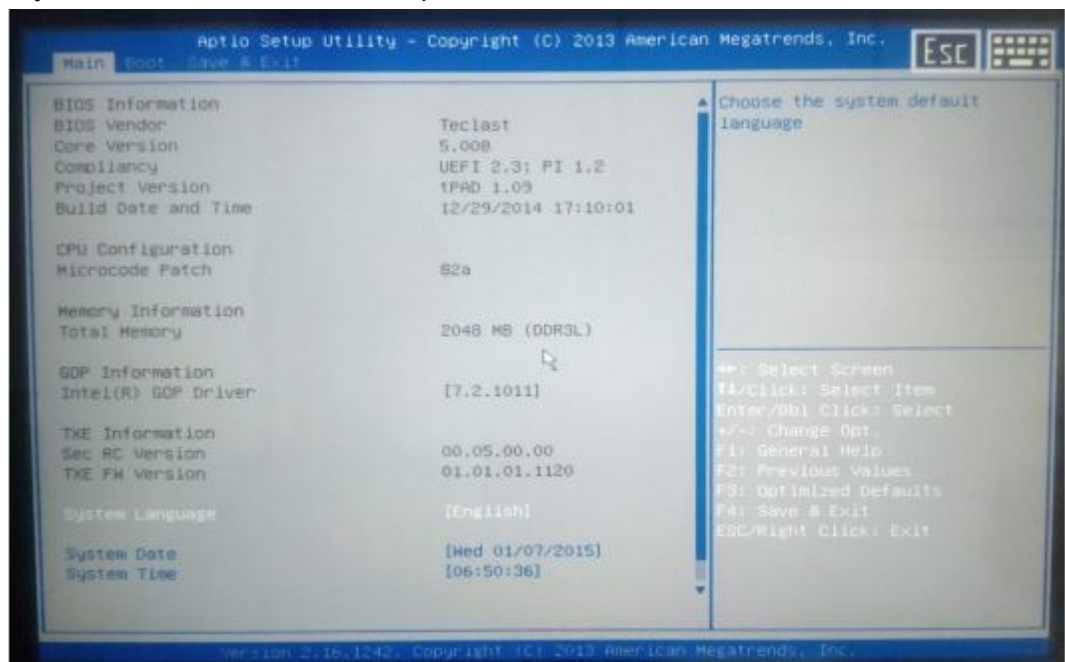 Aptio Setup Utility - Copyright (C) 2013 American Megatrends, Inc.
Esc
Main Boot Save & Exit
BIOS Information
BIOS Vendor Teclast
Core Version 5.008
Compliancy UEFI 2.3; PI 1.2
Project Version tPAD 1.09
Build Date and Time 12/29/2014 17:10:01
CPU Configuration
Microcode Patch 82a
Memory Information
Total Memory 2048 MB (DDR3L)
GOP Information
Intel(R) GOP Driver [7.2.1011]
TXE Information
Sec RC Version 00.05.00.00
TXE FW Version 01.01.01.1120
System Language [English]
System Date [Wed 01/07/2015]
System Time [06:50:36]
Choose the system default
language
→←: Select Screen
↑↓/Click: Select Item
Enter/Dbl Click: Select
+/-: Change Opt.
F1: General Help
F2: Previous Values
F3: Optimized Defaults
F4: Save & Exit
ESC/Right Click: Exit
Version 2.16.1242. Copyright (C) 2013 American Megatrends, Inc.